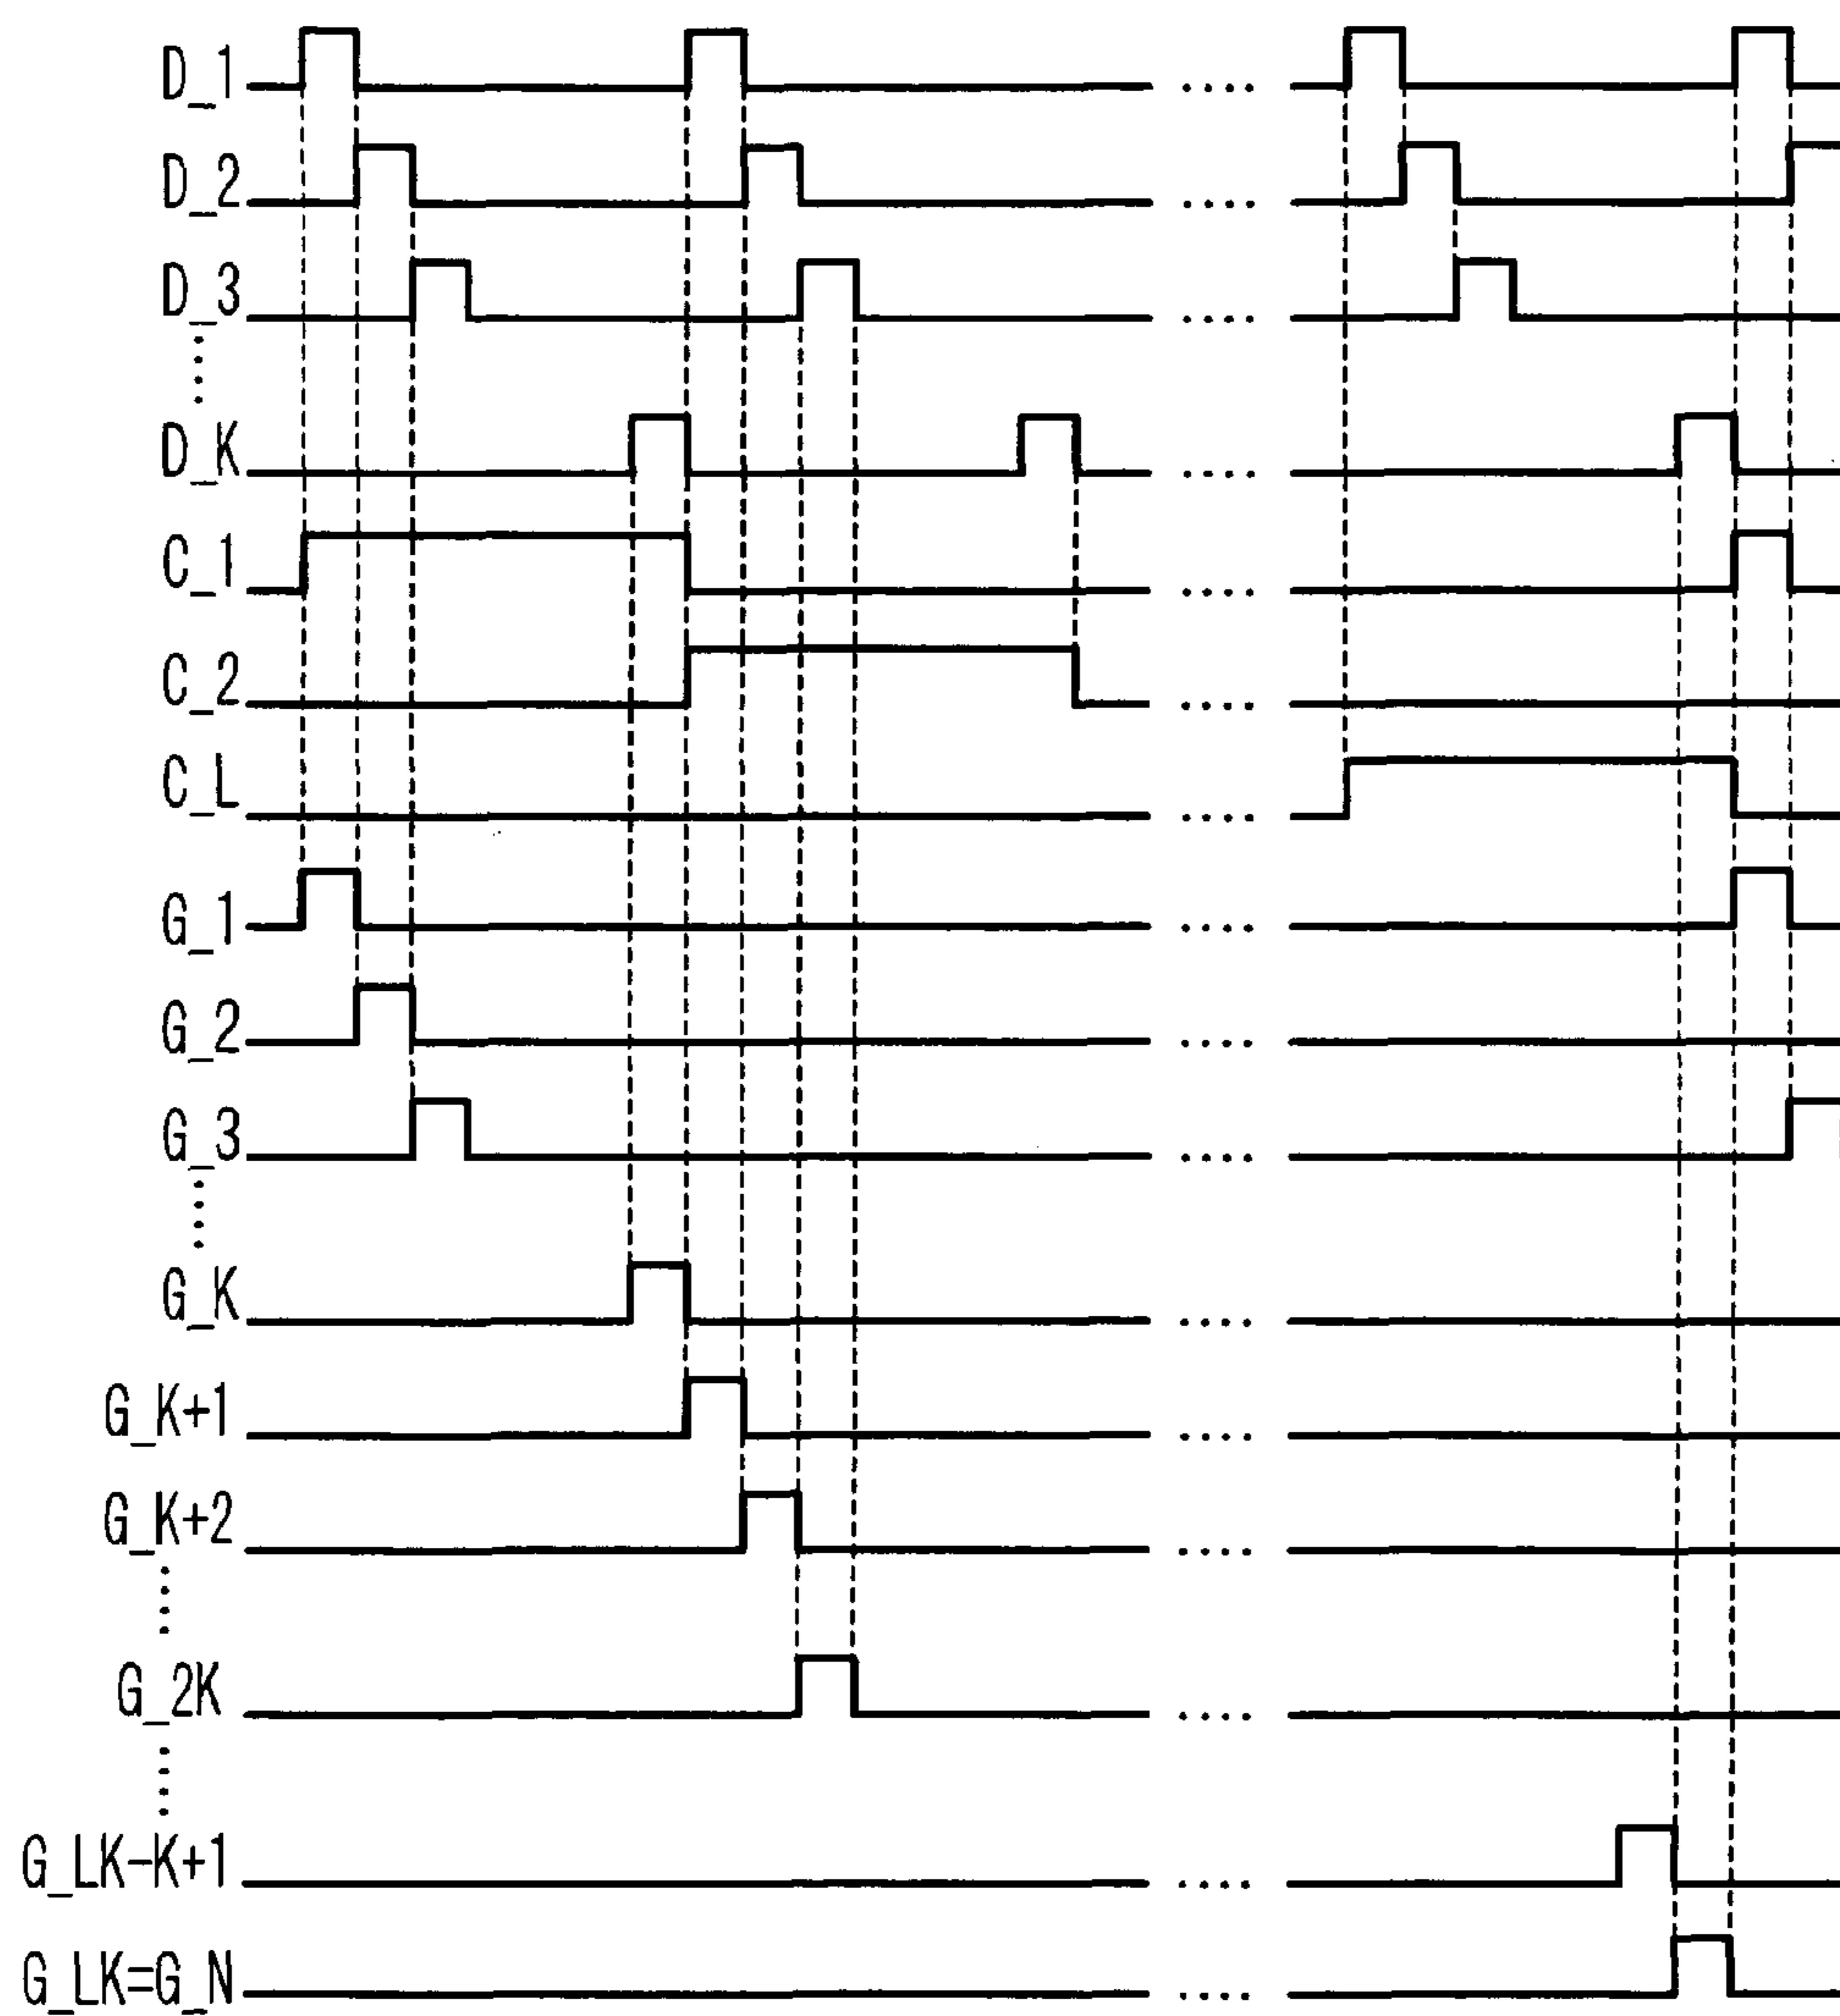 D_1
D_2
D_3
D_K
C_1
C_2
C_L
G_1
G_2
G_3
G_K
G_K+1
G_K+2
G_2K
G_LK-K+1
G_LK=G_N